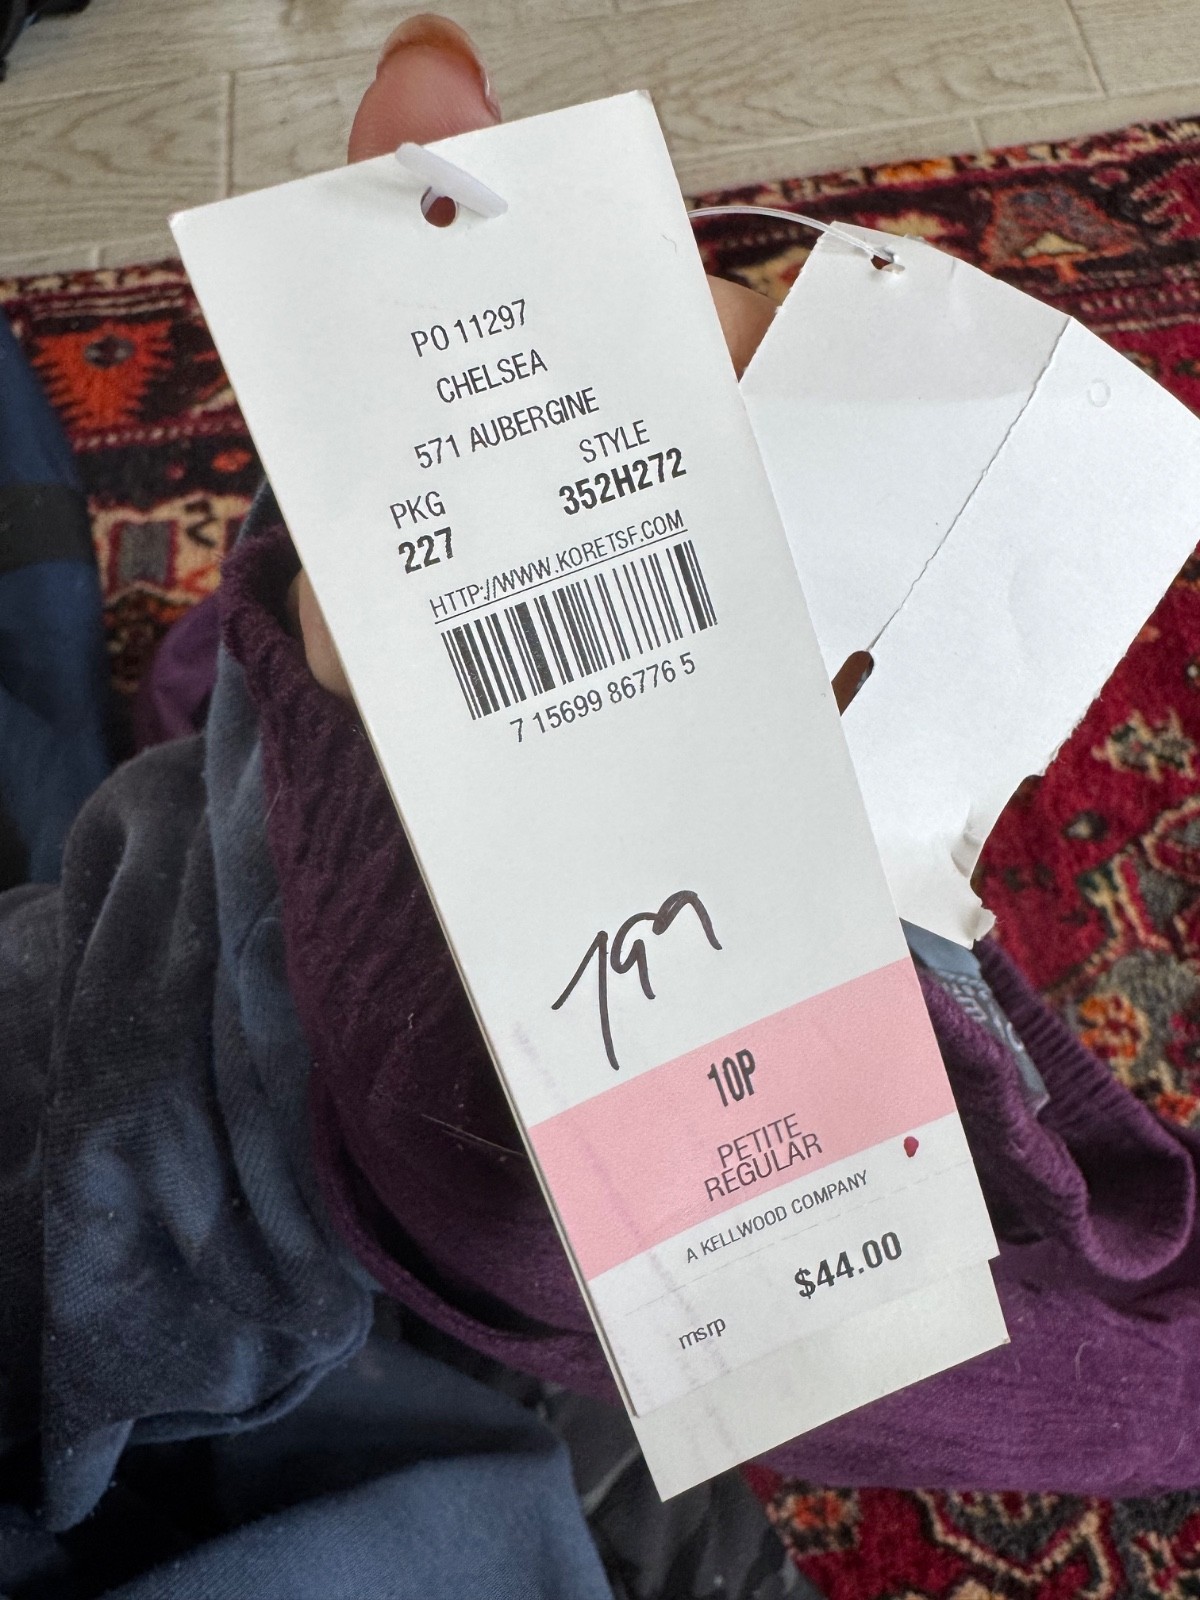 PO 11297
CHELSEA
571 AUBERGINE
PKG STYLE
227 352H272
HTTP://WWW.KORETSF.COM
7 15699 86776 5
10P
PETITE
REGULAR
A KELLWOOD COMPANY
$44.00
msrp